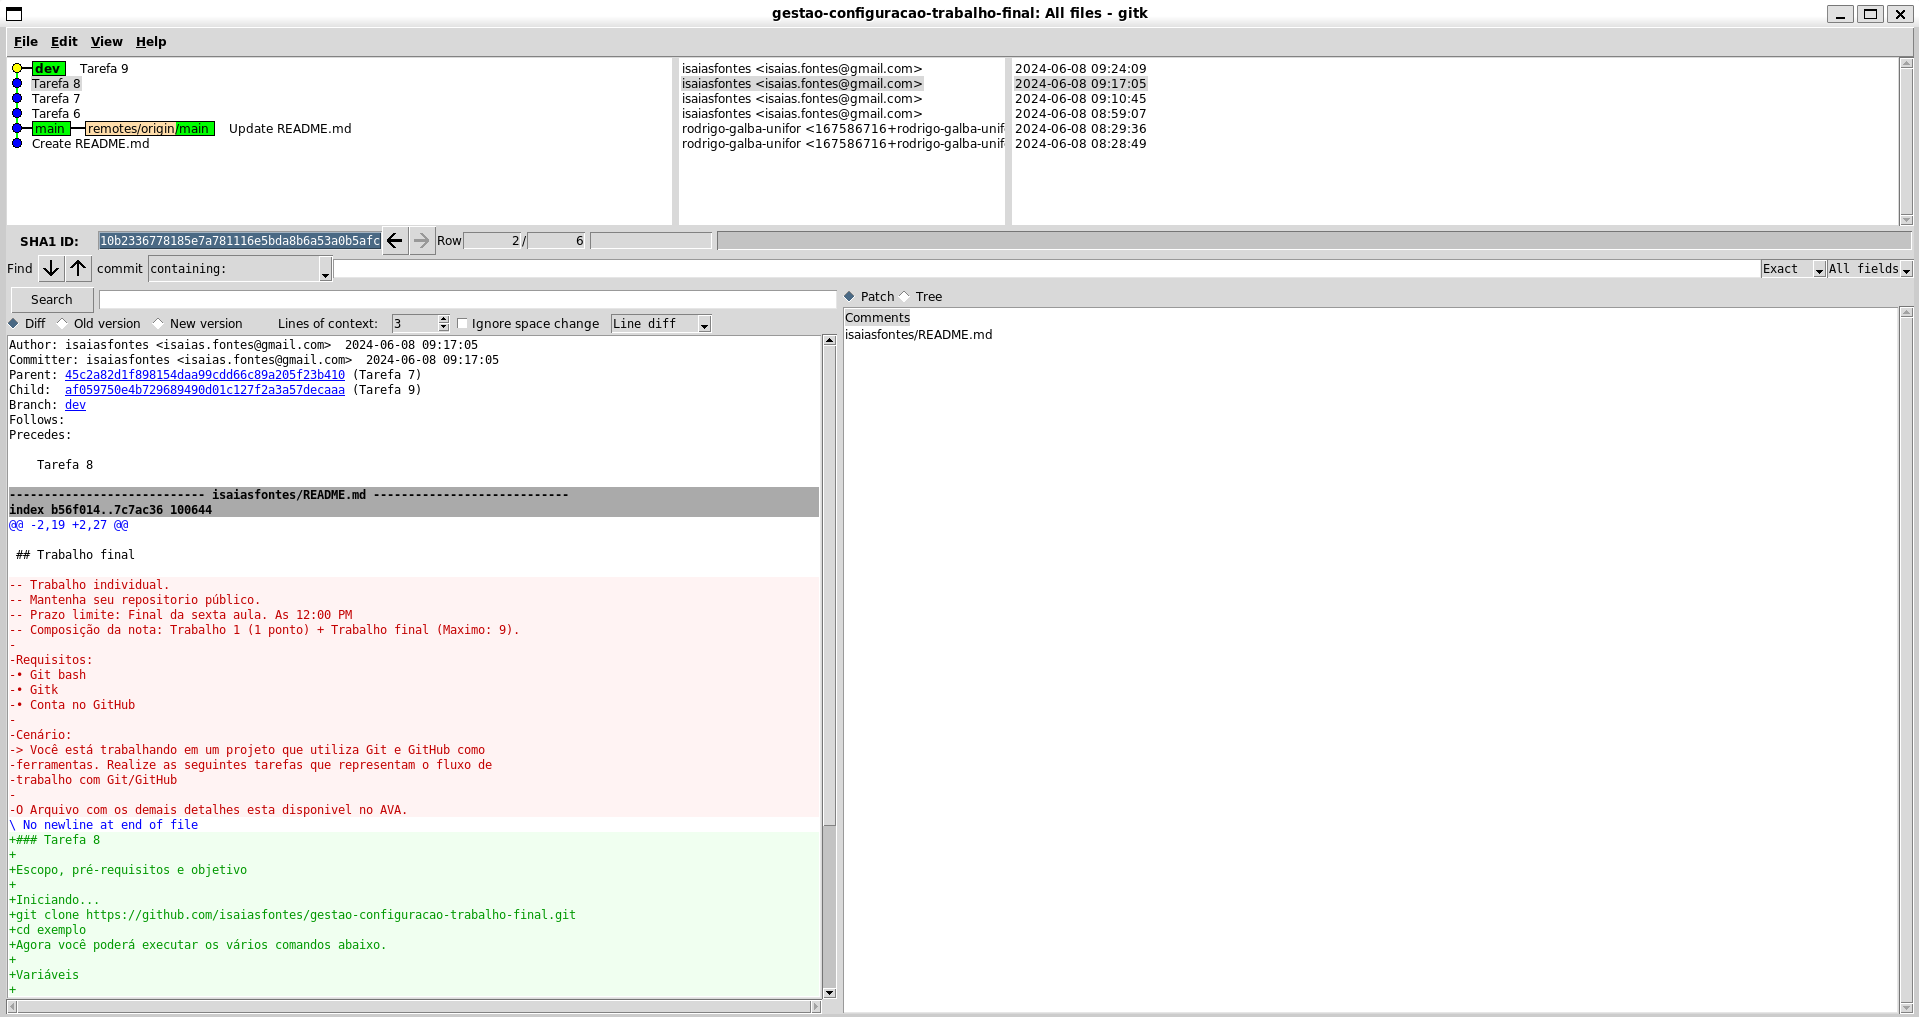 gestao-configuracao-trabalho-final: All files - gitk
File Edit View Help
dev Tarefa 9 isaiasfontes <isaias.fontes@gmail.com> 2024-06-08 09:24:09
Tarefa 8 isaiasfontes <isaias.fontes@gmail.com> 2024-06-08 09:17:05
Tarefa 7 isaiasfontes <isaias.fontes@gmail.com> 2024-06-08 09:10:45
Tarefa 6 isaiasfontes <isaias.fontes@gmail.com> 2024-06-08 08:59:07
main remotes/origin/main Update README.md rodrigo-galba-unifor <167586716+rodrigo-galba-unif 2024-06-08 08:29:36
Create README.md rodrigo-galba-unifor <167586716+rodrigo-galba-unif 2024-06-08 08:28:49
SHA1 ID: 10b2336778185e7a781116e5bda8b6a53a0b5afc Row 2 / 6
Find commit containing: Exact All fields
Search
Patch Tree
Diff Old version New version Lines of context: 3 Ignore space change Line diff
Comments
isaiasfontes/README.md
Author: isaiasfontes <isaias.fontes@gmail.com>  2024-06-08 09:17:05
Committer: isaiasfontes <isaias.fontes@gmail.com>  2024-06-08 09:17:05
Parent: 45c2a82d1f898154daa99cdd66c89a205f23b410 (Tarefa 7)
Child:  af059750e4b729689490d01c127f2a3a57decaaa (Tarefa 9)
Branch: dev
Follows:
Precedes:
Tarefa 8
---------------------------- isaiasfontes/README.md ----------------------------
index b56f014..7c7ac36 100644
@@ -2,19 +2,27 @@
## Trabalho final
-- Trabalho individual.
-- Mantenha seu repositorio público.
-- Prazo limite: Final da sexta aula. As 12:00 PM
-- Composição da nota: Trabalho 1 (1 ponto) + Trabalho final (Maximo: 9).
-
-Requisitos:
-• Git bash
-• Gitk
-• Conta no GitHub
-
-Cenário:
-> Você está trabalhando em um projeto que utiliza Git e GitHub como
-ferramentas. Realize as seguintes tarefas que representam o fluxo de
-trabalho com Git/GitHub
-
-O Arquivo com os demais detalhes esta disponivel no AVA.
\ No newline at end of file
+### Tarefa 8
+
+Escopo, pré-requisitos e objetivo
+
+Iniciando...
+git clone https://github.com/isaiasfontes/gestao-configuracao-trabalho-final.git
+cd exemplo
+Agora você poderá executar os vários comandos abaixo.
+
+Variáveis
+